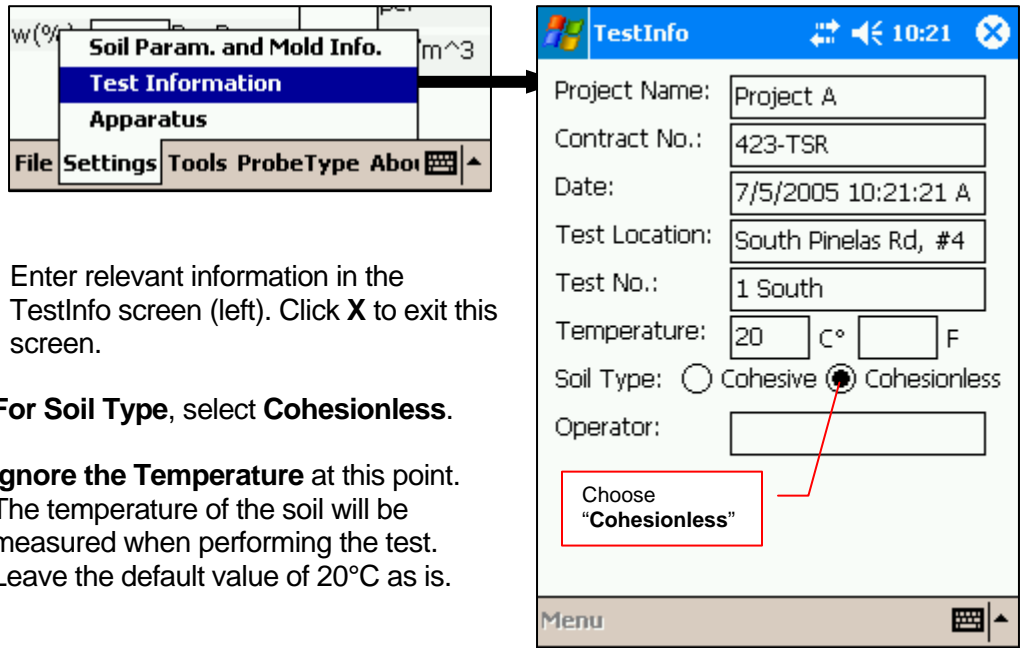 w(%)
Soil Param. and Mold Info.
/m^3
Test Information
Apparatus
File Settings Tools ProbeType Abou
Enter relevant information in the
TestInfo screen (left). Click X to exit this
screen.
For Soil Type, select Cohesionless.
Ignore the Temperature at this point.
The temperature of the soil will be
measured when performing the test.
Leave the default value of 20°C as is.
TestInfo 10:21
Project Name: Project A
Contract No.: 423-TSR
Date: 7/5/2005 10:21:21 A
Test Location: South Pinelas Rd, #4
Test No.: 1 South
Temperature: 20 C° F
Soil Type: Cohesive Cohesionless
Operator:
Choose
“Cohesionless”
Menu